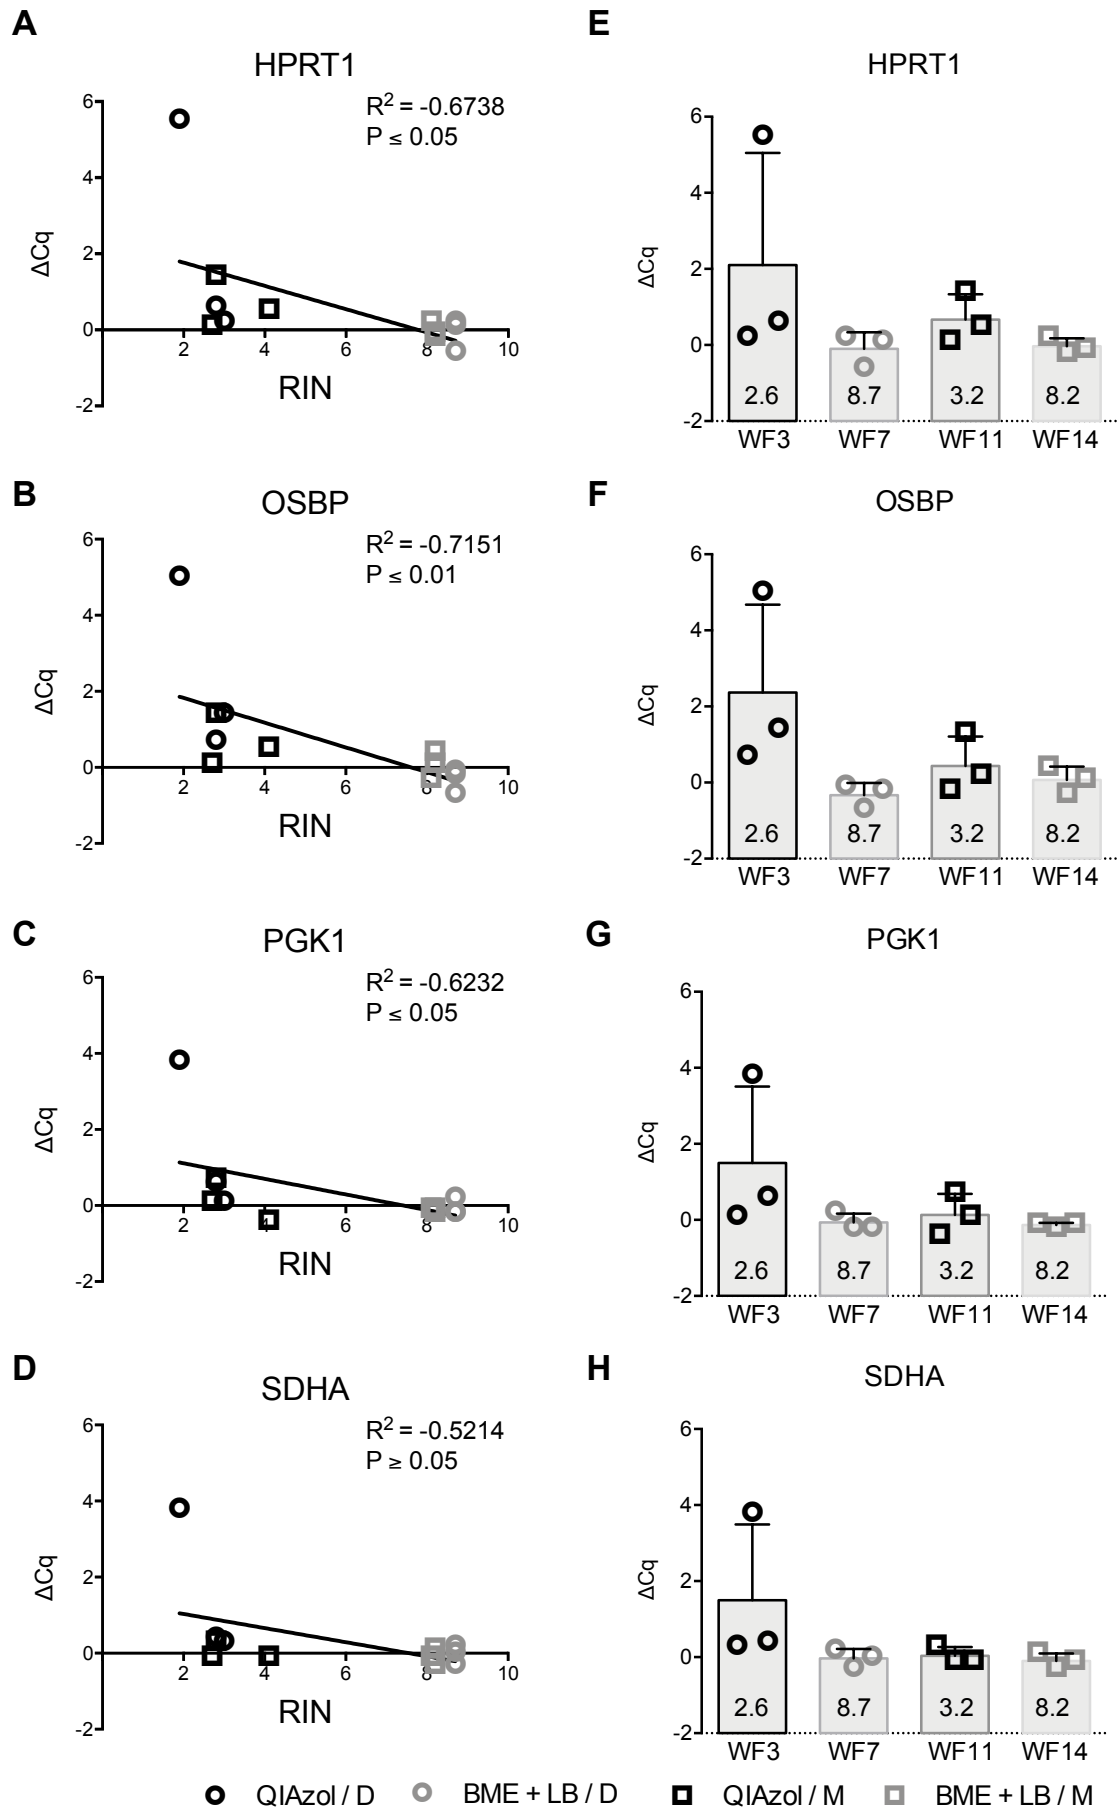 A
HPRT1
R² = -0.6738
P ≤ 0.05
6
4
2
0
-2
ΔCq
2 4 6 8 10
RIN
E
HPRT1
6
4
2
0
-2
ΔCq
2.6 8.7 3.2 8.2
WF3 WF7 WF11 WF14
B
OSBP
R² = -0.7151
P ≤ 0.01
6
4
2
0
-2
ΔCq
2 4 6 8 10
RIN
F
OSBP
6
4
2
0
-2
ΔCq
2.6 8.7 3.2 8.2
WF3 WF7 WF11 WF14
C
PGK1
R² = -0.6232
P ≤ 0.05
6
4
2
0
-2
ΔCq
2 4 6 8 10
RIN
G
PGK1
6
4
2
0
-2
ΔCq
2.6 8.7 3.2 8.2
WF3 WF7 WF11 WF14
D
SDHA
R² = -0.5214
P ≥ 0.05
6
4
2
0
-2
ΔCq
2 4 6 8 10
RIN
H
SDHA
6
4
2
0
-2
ΔCq
2.6 8.7 3.2 8.2
WF3 WF7 WF11 WF14
QIAzol / D BME + LB / D QIAzol / M BME + LB / M